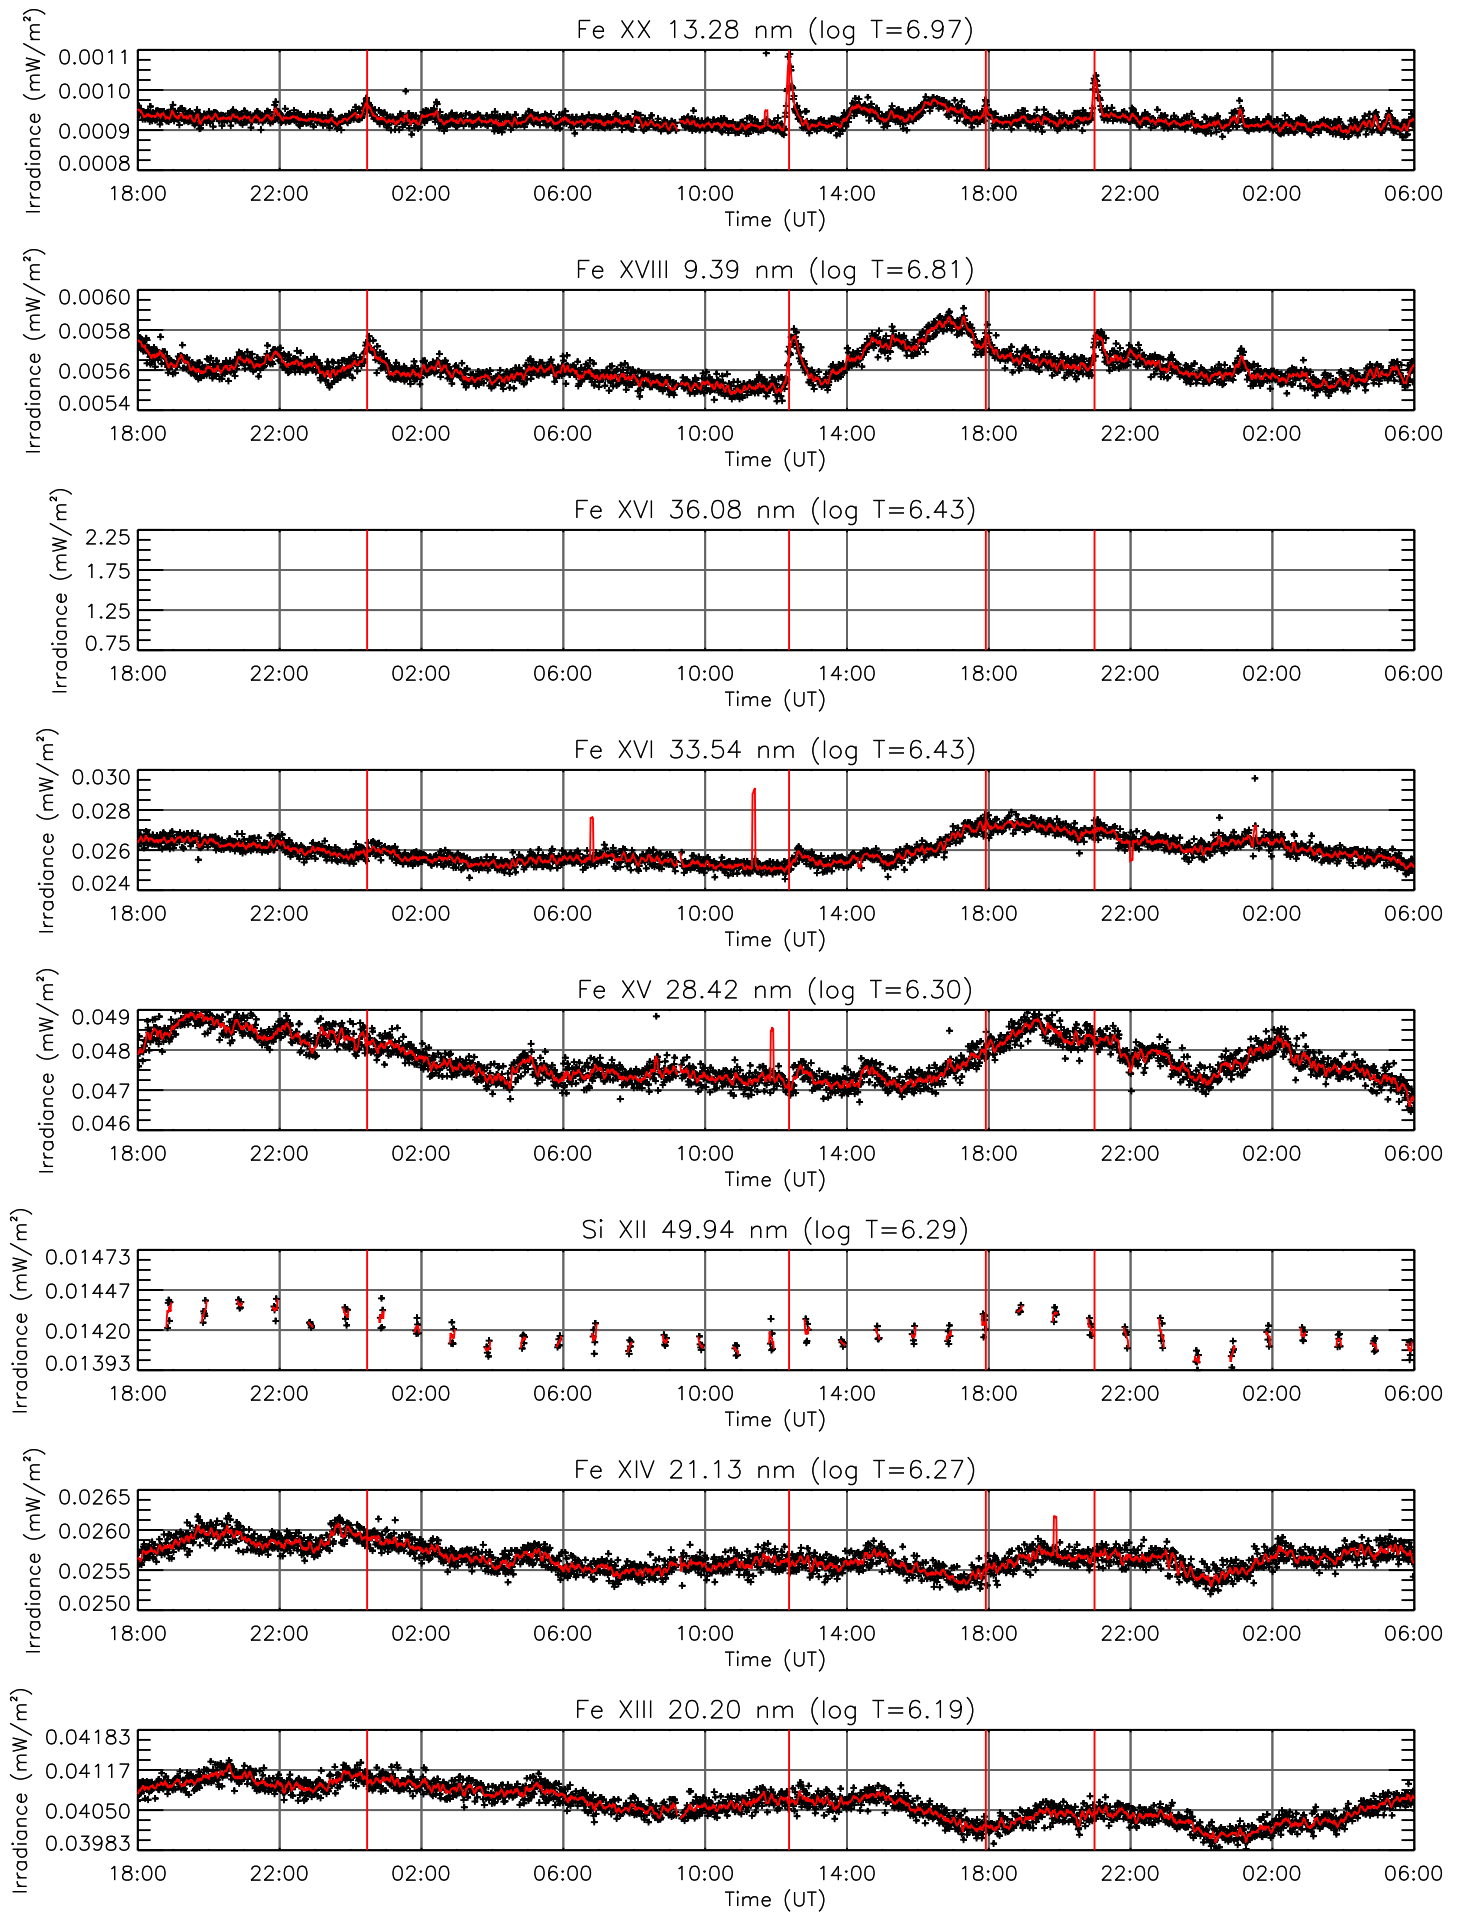 Fe XX 13.28 nm (log T=6.97)
Irradiance (mW/m²)
0.0011
0.0010
0.0009
0.0008
18:00 22:00 02:00 06:00 10:00 14:00 18:00 22:00 02:00 06:00
Time (UT)
Fe XVIII 9.39 nm (log T=6.81)
Irradiance (mW/m²)
0.0060
0.0058
0.0056
0.0054
18:00 22:00 02:00 06:00 10:00 14:00 18:00 22:00 02:00 06:00
Time (UT)
Fe XVI 36.08 nm (log T=6.43)
Irradiance (mW/m²)
2.25
1.75
1.25
0.75
18:00 22:00 02:00 06:00 10:00 14:00 18:00 22:00 02:00 06:00
Time (UT)
Fe XVI 33.54 nm (log T=6.43)
Irradiance (mW/m²)
0.030
0.028
0.026
0.024
18:00 22:00 02:00 06:00 10:00 14:00 18:00 22:00 02:00 06:00
Time (UT)
Fe XV 28.42 nm (log T=6.30)
Irradiance (mW/m²)
0.049
0.048
0.047
0.046
18:00 22:00 02:00 06:00 10:00 14:00 18:00 22:00 02:00 06:00
Time (UT)
Si XII 49.94 nm (log T=6.29)
Irradiance (mW/m²)
0.01473
0.01447
0.01420
0.01393
18:00 22:00 02:00 06:00 10:00 14:00 18:00 22:00 02:00 06:00
Time (UT)
Fe XIV 21.13 nm (log T=6.27)
Irradiance (mW/m²)
0.0265
0.0260
0.0255
0.0250
18:00 22:00 02:00 06:00 10:00 14:00 18:00 22:00 02:00 06:00
Time (UT)
Fe XIII 20.20 nm (log T=6.19)
Irradiance (mW/m²)
0.04183
0.04117
0.04050
0.03983
18:00 22:00 02:00 06:00 10:00 14:00 18:00 22:00 02:00 06:00
Time (UT)